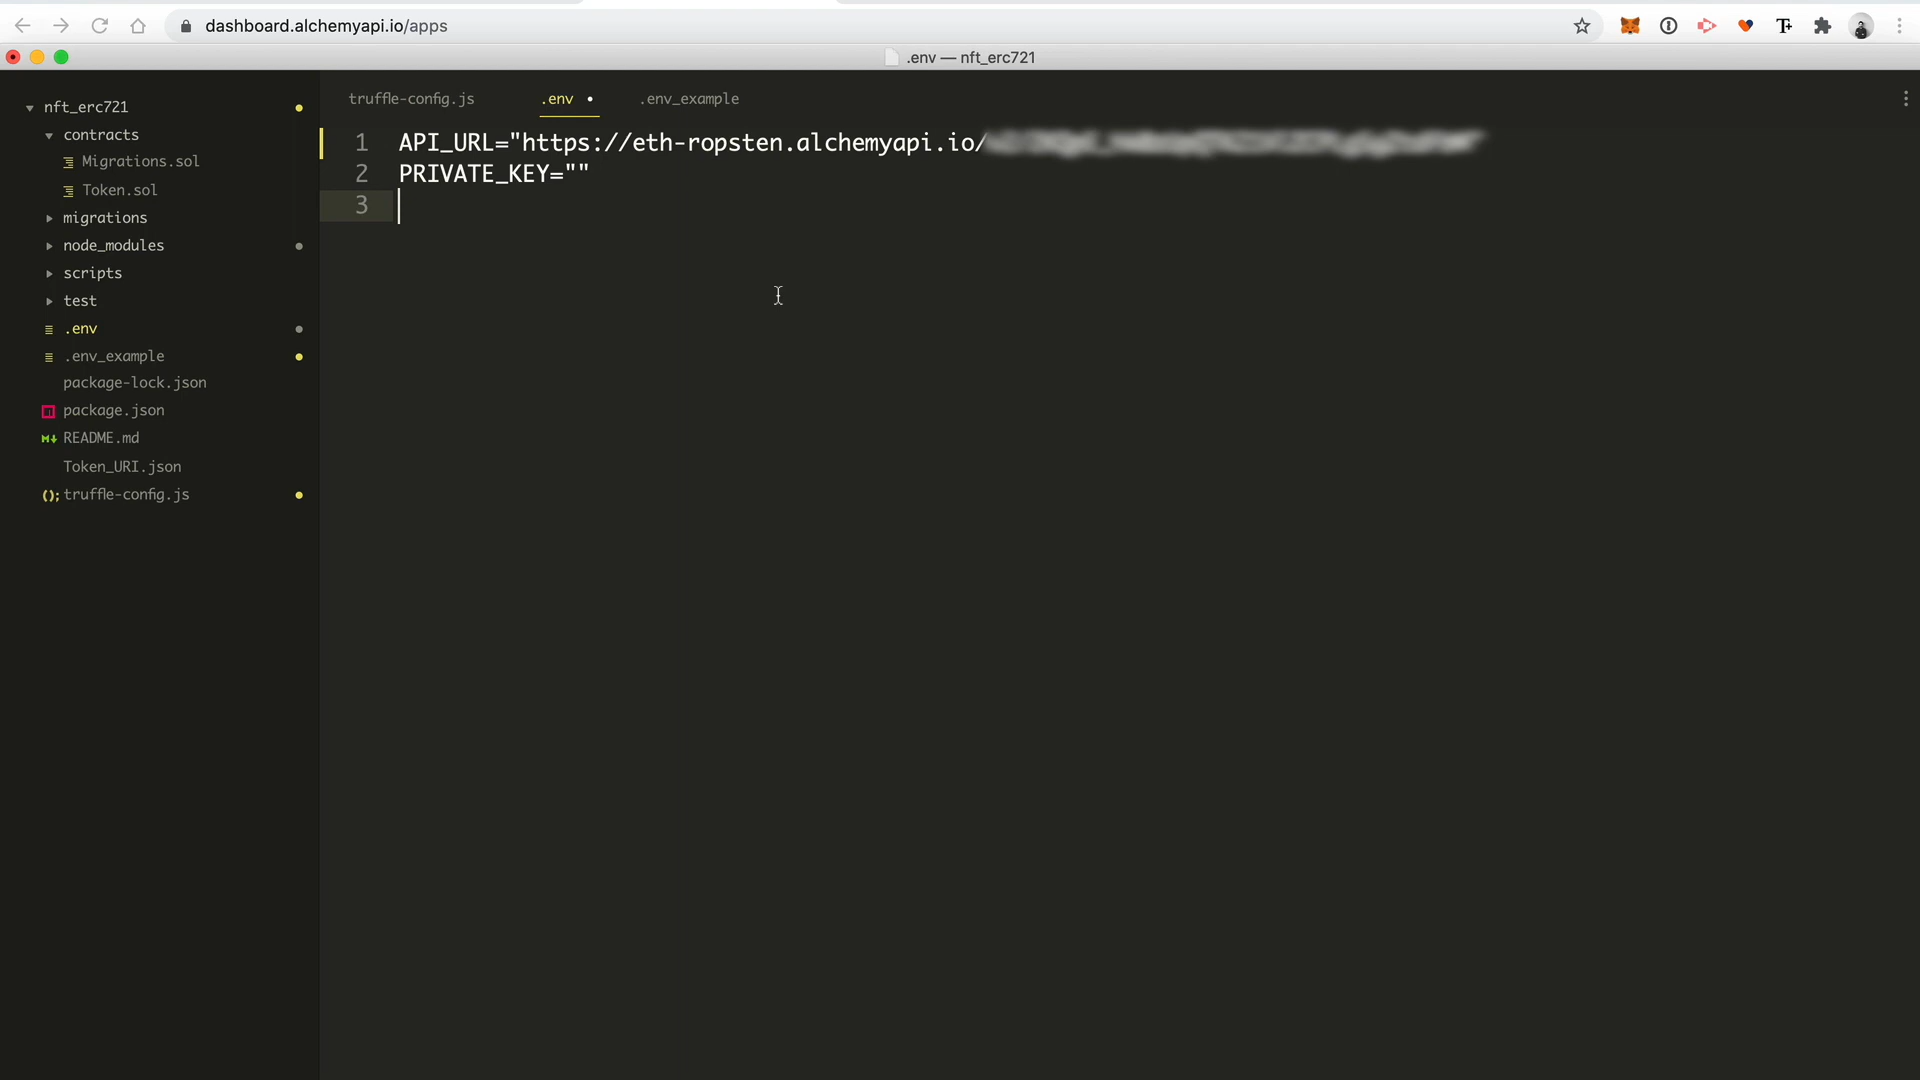 dashboard.alchemyapi.io/apps
.env — nft_erc721
nft_erc721
contracts
Migrations.sol
Token.sol
migrations
node_modules
scripts
test
.env
.env_example
package-lock.json
package.json
README.md
Token_URI.json
truffle-config.js
truffle-config.js
.env •
.env_example
1 API_URL="https://eth-ropsten.alchemyapi.io/
2 PRIVATE_KEY=""
3